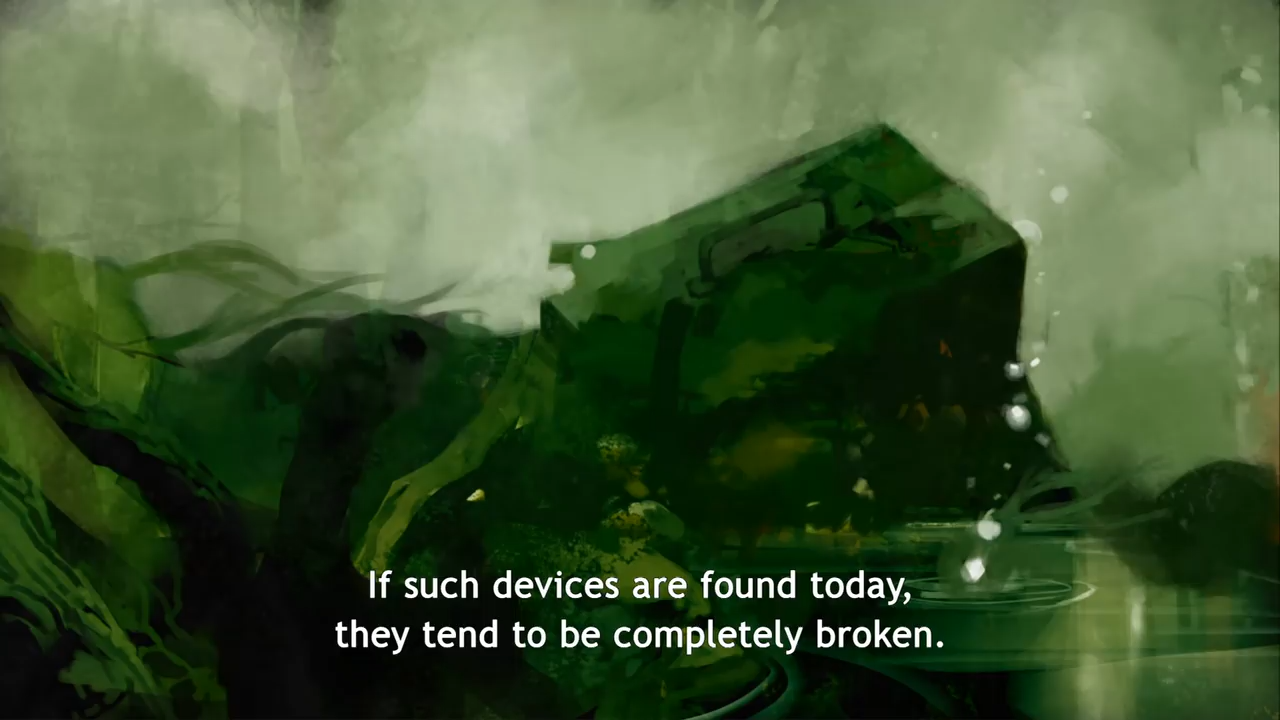 If such devices are found today,
they tend to be completely broken.